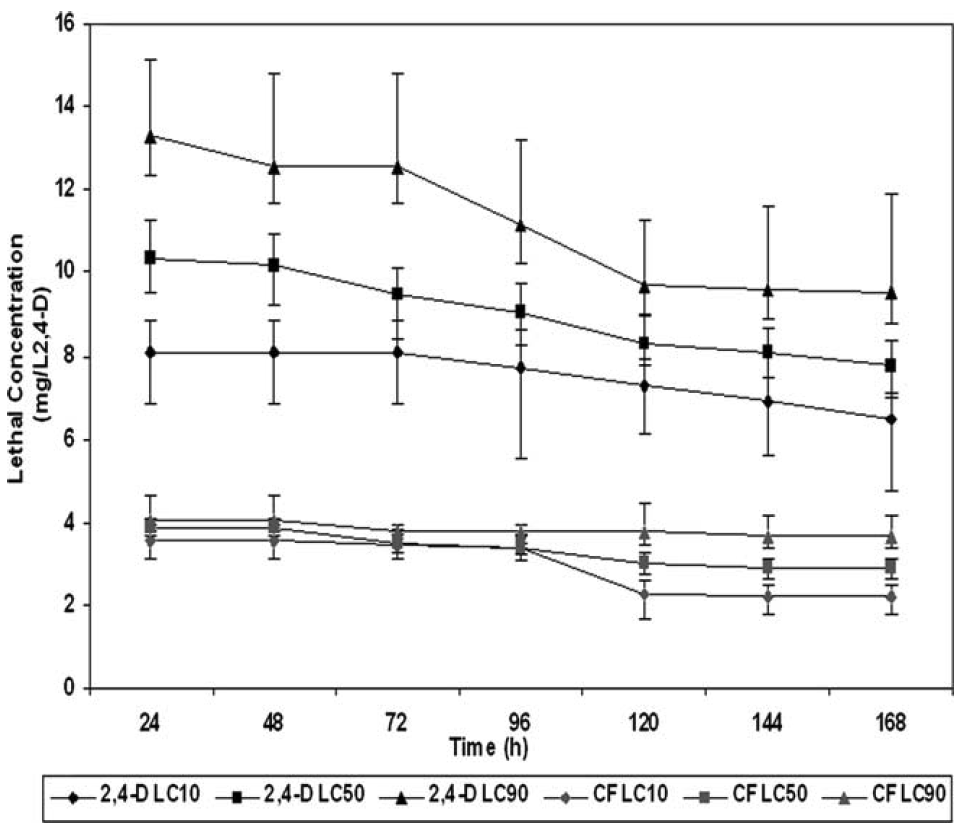 16
14
12
10
8
6
4
2
0
Lethal Concentration
(mg/L2,4-D)
24 48 72 96 120 144 168
Time (h)
2,4-D LC10 2,4-D LC50 2,4-D LC90 CF LC10 CF LC50 CF LC90